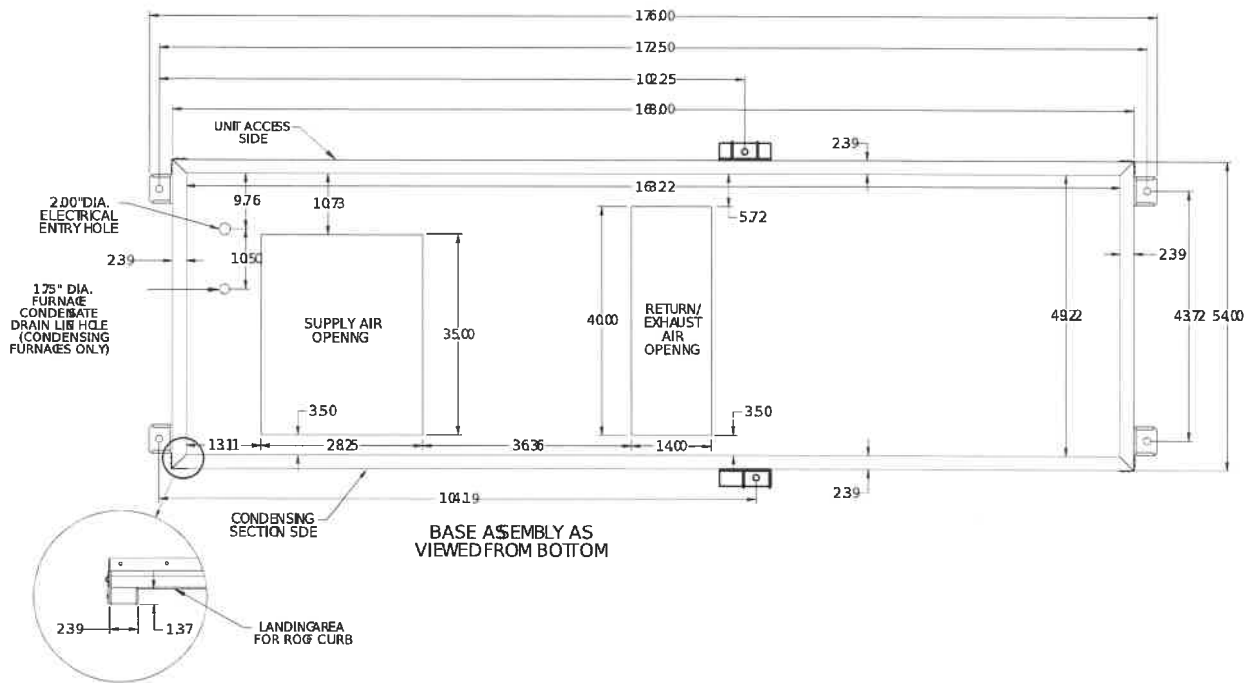 176.00
172.50
102.25
168.00
UNIT ACCESS
SIDE
2.39
163.22
9.76
10.73
5.72
2.00" DIA.
ELECTRICAL
ENTRY HOLE
2.39
10.50
2.39
1.75" DIA.
FURNACE
CONDENSATE
DRAIN LINE HOLE
(CONDENSING
FURNACES ONLY)
SUPPLY AIR
OPENING
35.00
40.00
RETURN/
EXHAUST
AIR
OPENING
49.22
43.72
54.00
3.50
3.50
13.11
28.25
36.36
14.00
2.39
104.19
CONDENSING
SECTION SIDE
BASE ASSEMBLY AS
VIEWED FROM BOTTOM
2.39
1.37
LANDING AREA
FOR ROOF CURB